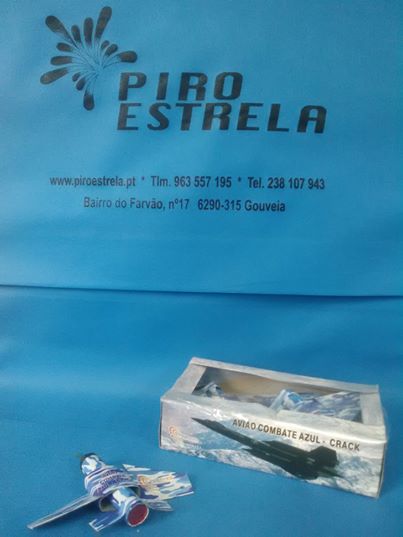 PIRO
ESTRELA
www.piroestrela.pt * Tlm. 963 557 195 * Tel. 238 107 943
Bairro do Farvão, nº17 6290-315 Gouveia
AVIÃO COMBATE AZUL - CRACK